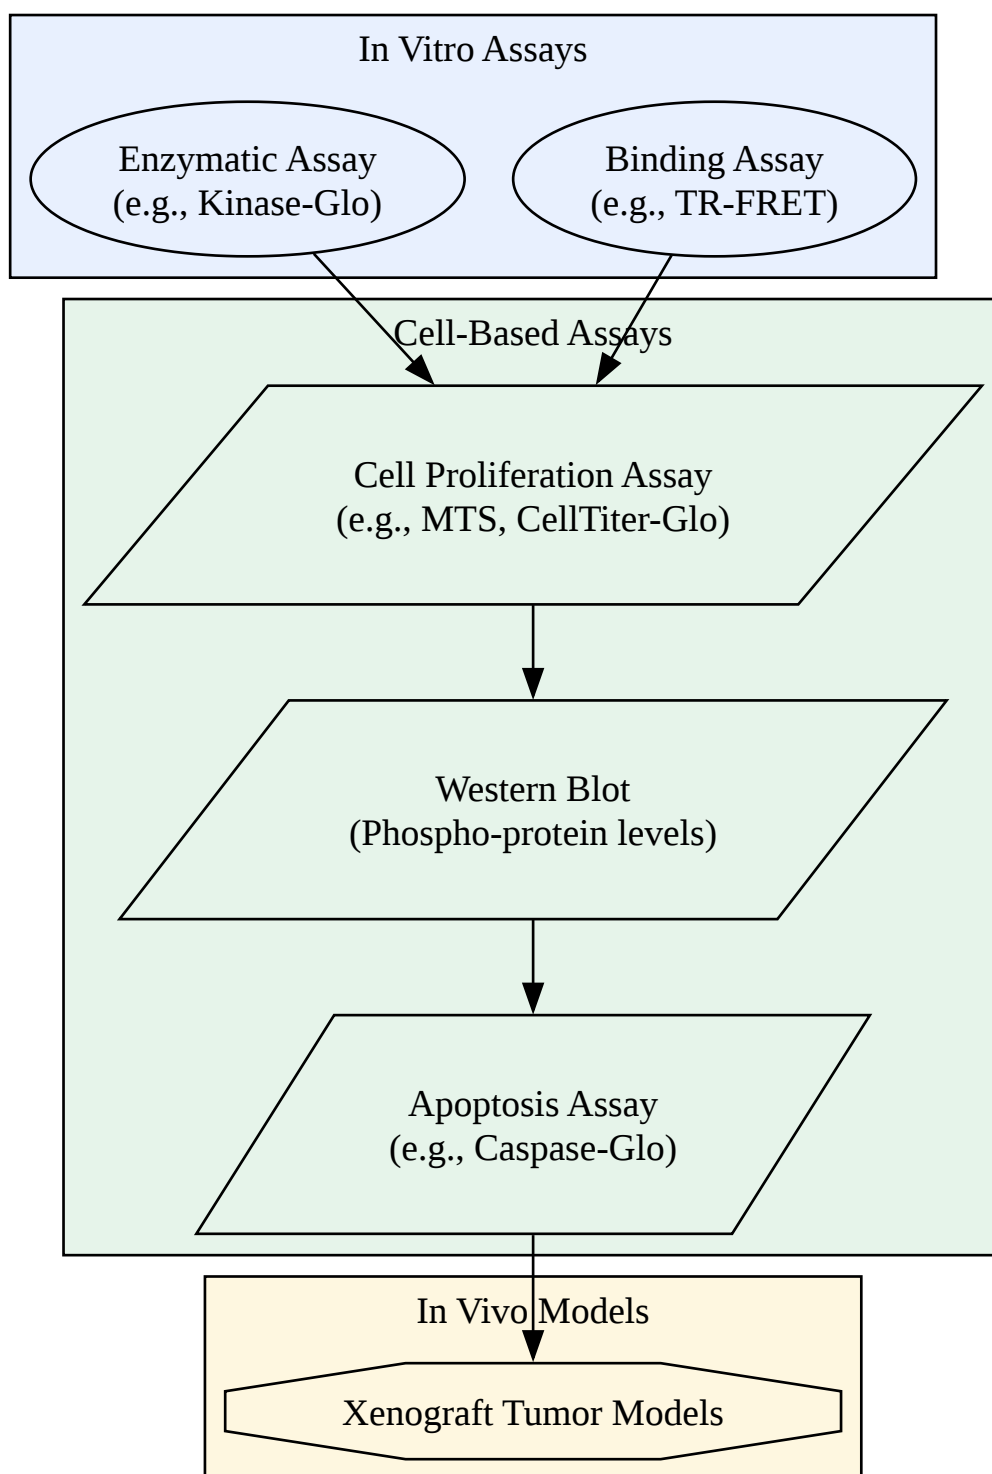 In Vitro Assays
Enzymatic Assay
(e.g., Kinase-Glo)
Binding Assay
(e.g., TR-FRET)
Cell-Based Assays
Cell Proliferation Assay
(e.g., MTS, CellTiter-Glo)
Western Blot
(Phospho-protein levels)
Apoptosis Assay
(e.g., Caspase-Glo)
In Vivo Models
Xenograft Tumor Models